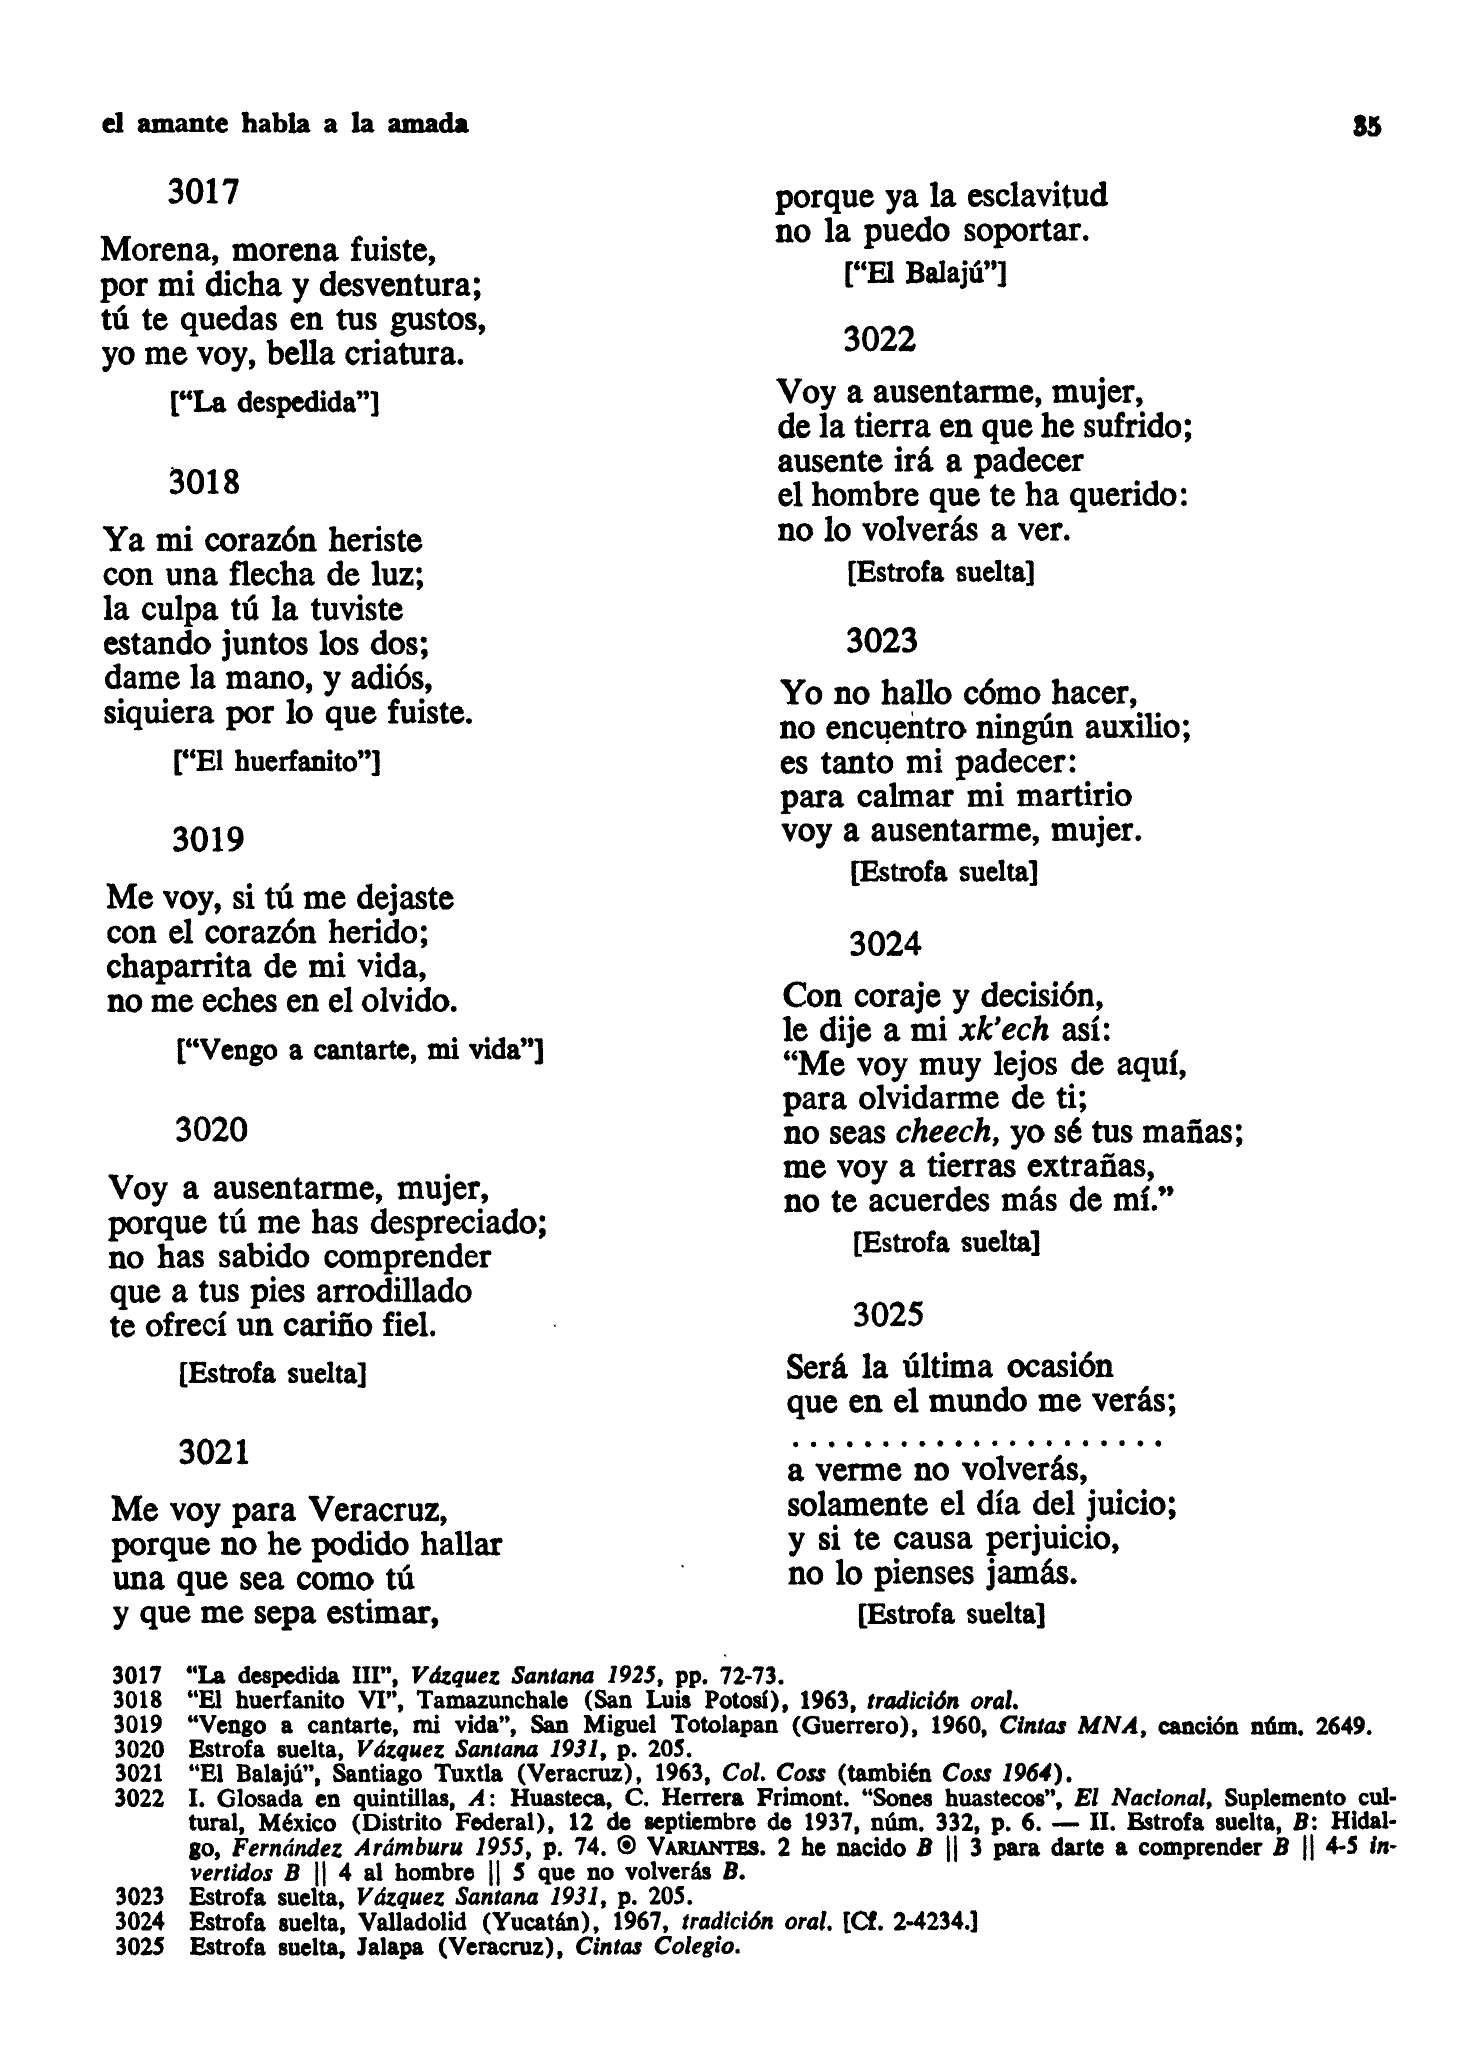 el amante habla a la amada
85
3017
Morena, morena fuiste,
por mi dicha y desventura;
tú te quedas en tus gustos,
yo me voy, bella criatura.
[“La despedida”]
3018
Ya mi corazón heriste
con una flecha de luz;
la culpa tú la tuviste
estando juntos los dos;
dame la mano, y adiós,
siquiera por lo que fuiste.
[“El huerfanito”]
3019
Me voy, si tú me dejaste
con el corazón herido;
chaparrita de mi vida,
no me eches en el olvido.
[“Vengo a cantarte, mi vida”]
3020
Voy a ausentarme, mujer,
porque tú me has despreciado;
no has sabido comprender
que a tus pies arrodillado
te ofrecí un cariño fiel.
[Estrofa suelta]
3021
Me voy para Veracruz,
porque no he podido hallar
una que sea como tú
y que me sepa estimar,
porque ya la esclavitud
no la puedo soportar.
[“El Balajú”]
3022
Voy a ausentarme, mujer,
de la tierra en que he sufrido;
ausente irá a padecer
el hombre que te ha querido:
no lo volverás a ver.
[Estrofa suelta]
3023
Yo no hallo cómo hacer,
no encuentro ningún auxilio;
es tanto mi padecer:
para calmar mi martirio
voy a ausentarme, mujer.
[Estrofa suelta]
3024
Con coraje y decisión,
le dije a mi xk’ech así:
“Me voy muy lejos de aquí,
para olvidarme de ti;
no seas cheech, yo sé tus mañas;
me voy a tierras extrañas,
no te acuerdes más de mí.”
[Estrofa suelta]
3025
Será la última ocasión
que en el mundo me verás;
. . . . . . . . . . . . . . . . . . . . .
a verme no volverás,
solamente el día del juicio;
y si te causa perjuicio,
no lo pienses jamás.
[Estrofa suelta]
3017 “La despedida III”, Vázquez Santana 1925, pp. 72-73.
3018 “El huerfanito VI”, Tamazunchale (San Luis Potosí), 1963, tradición oral.
3019 “Vengo a cantarte, mi vida”, San Miguel Totolapan (Guerrero), 1960, Cintas MNA, canción núm. 2649.
3020 Estrofa suelta, Vázquez Santana 1931, p. 205.
3021 “El Balajú”, Santiago Tuxtla (Veracruz), 1963, Col. Coss (también Coss 1964).
3022 I. Glosada en quintillas, A: Huasteca, C. Herrera Frimont. “Sones huastecos”, El Nacional, Suplemento cul-
tural, México (Distrito Federal), 12 de septiembre de 1937, núm. 332, p. 6. — II. Estrofa suelta, B: Hidal-
go, Fernández Arámburu 1955, p. 74. ® VARIANTES. 2 he nacido B || 3 para darte a comprender B || 4-5 in-
vertidos B || 4 al hombre || 5 que no volverás B.
3023 Estrofa suelta, Vázquez Santana 1931, p. 205.
3024 Estrofa suelta, Valladolid (Yucatán), 1967, tradición oral. [Cf. 2-4234.]
3025 Estrofa suelta, Jalapa (Veracruz), Cintas Colegio.